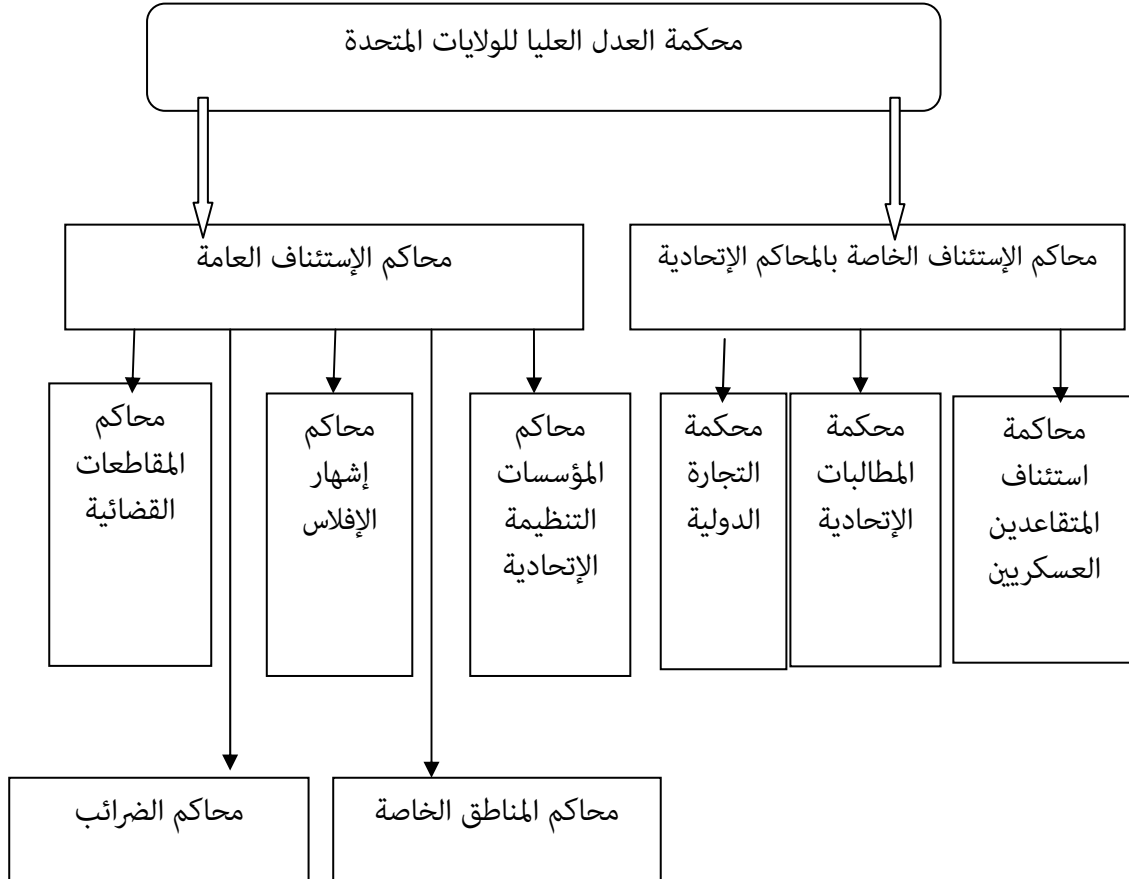 محكمة العدل العليا للولايات المتحدة
محاكم الإستئناف الخاصة بالمحاكم الإتحادية
محاكم الإستئناف العامة
محاكمة
استئناف
المتقاعدين
العسكريين
محكمة
المطالبات
الإتحادية
محكمة
التجارة
الدولية
محاكم
المؤسسات
التنظيمة
الإتحادية
محاكم
إشهار
الإفلاس
محاكم
المقاطعات
القضائية
محاكم المناطق الخاصة
محاكم الضرائب